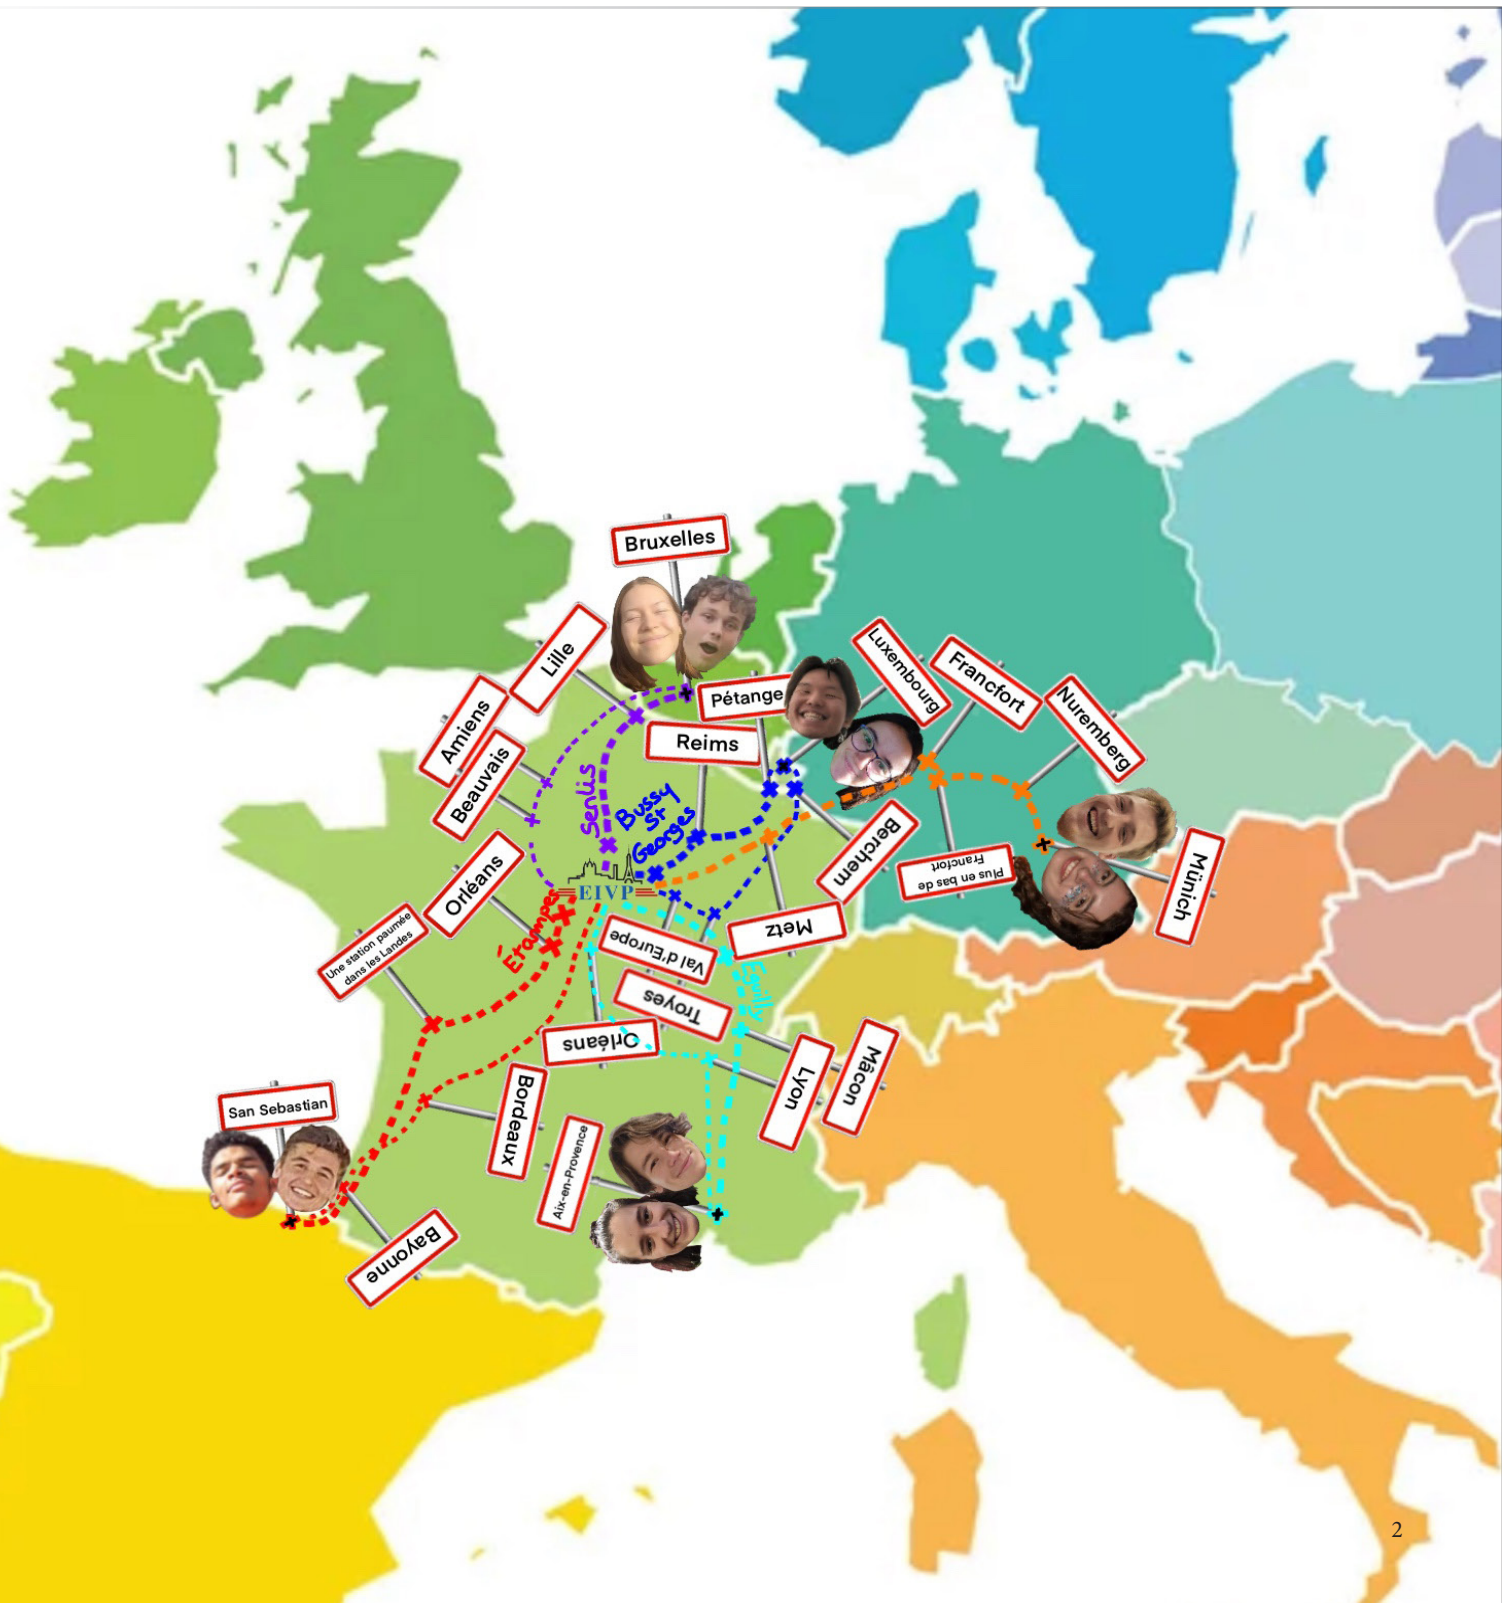 Bruxelles
Lille
Luxembourg
Francfort
Pétange
Nuremberg
Amiens
Reims
Beauvais
Senlis
Bussy
St
Georges
Berchem
Plus en bas de
Francfort
Münich
Orléans
EIVP
Metz
Étampes
Une station paumée
dans les Landes
Val d'Europe
Egilly
Troyes
Orléans
Lyon
Mâcon
San Sebastian
Bordeaux
Aix-en-Provence
Bayonne
2